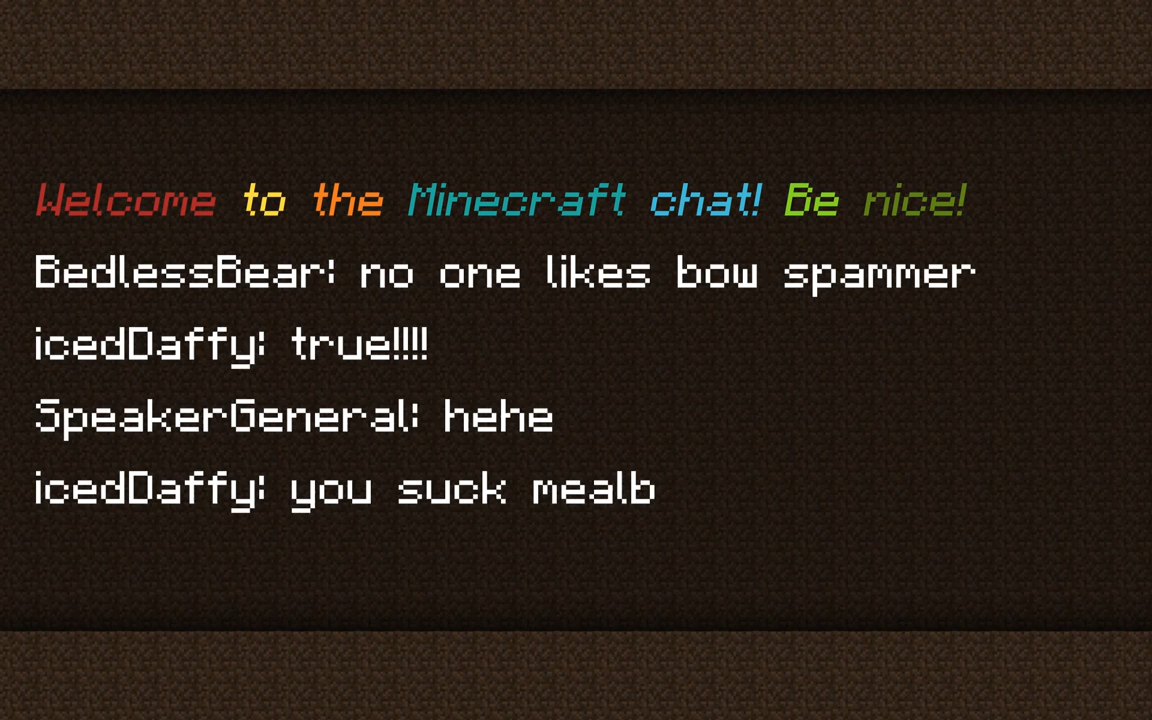 Welcome to the Minecraft chat! Be nice!
BedlessBear: no one likes bow spammer
icedDaffy: true!!!!
SpeakerGeneral: hehe
icedDaffy: you suck mealb